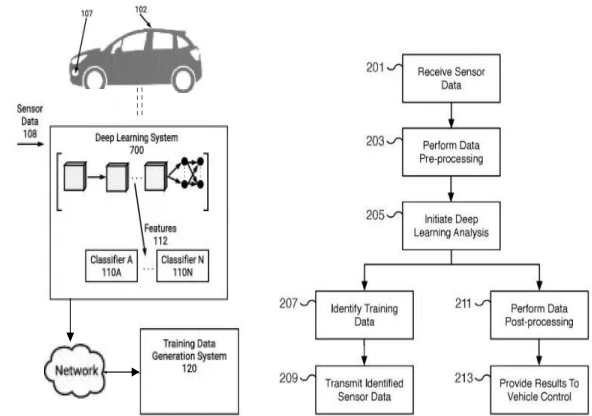 107
102
Sensor
Data
108
Deep Learning System
700
...
Features
112
Classifier A
110A
...
Classifier N
110N
Network
Training Data
Generation System
120
201
Receive Sensor
Data
203
Perform Data
Pre-processing
205
Initiate Deep
Learning Analysis
207
Identify Training
Data
211
Perform Data
Post-processing
209
Transmit Identified
Sensor Data
213
Provide Results To
Vehicle Control